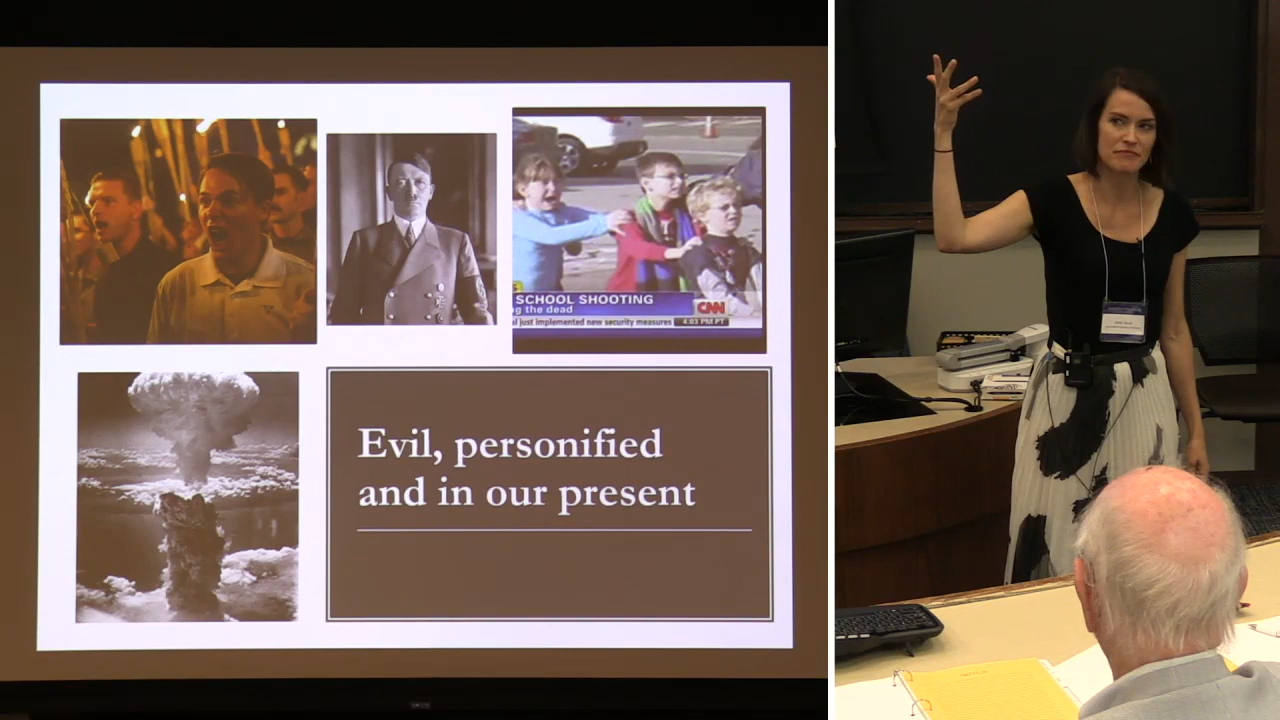 SCHOOL SHOOTING
g the dead
CNN
l just implemented new security measures
4:03 PM PT
Evil, personified
and in our present